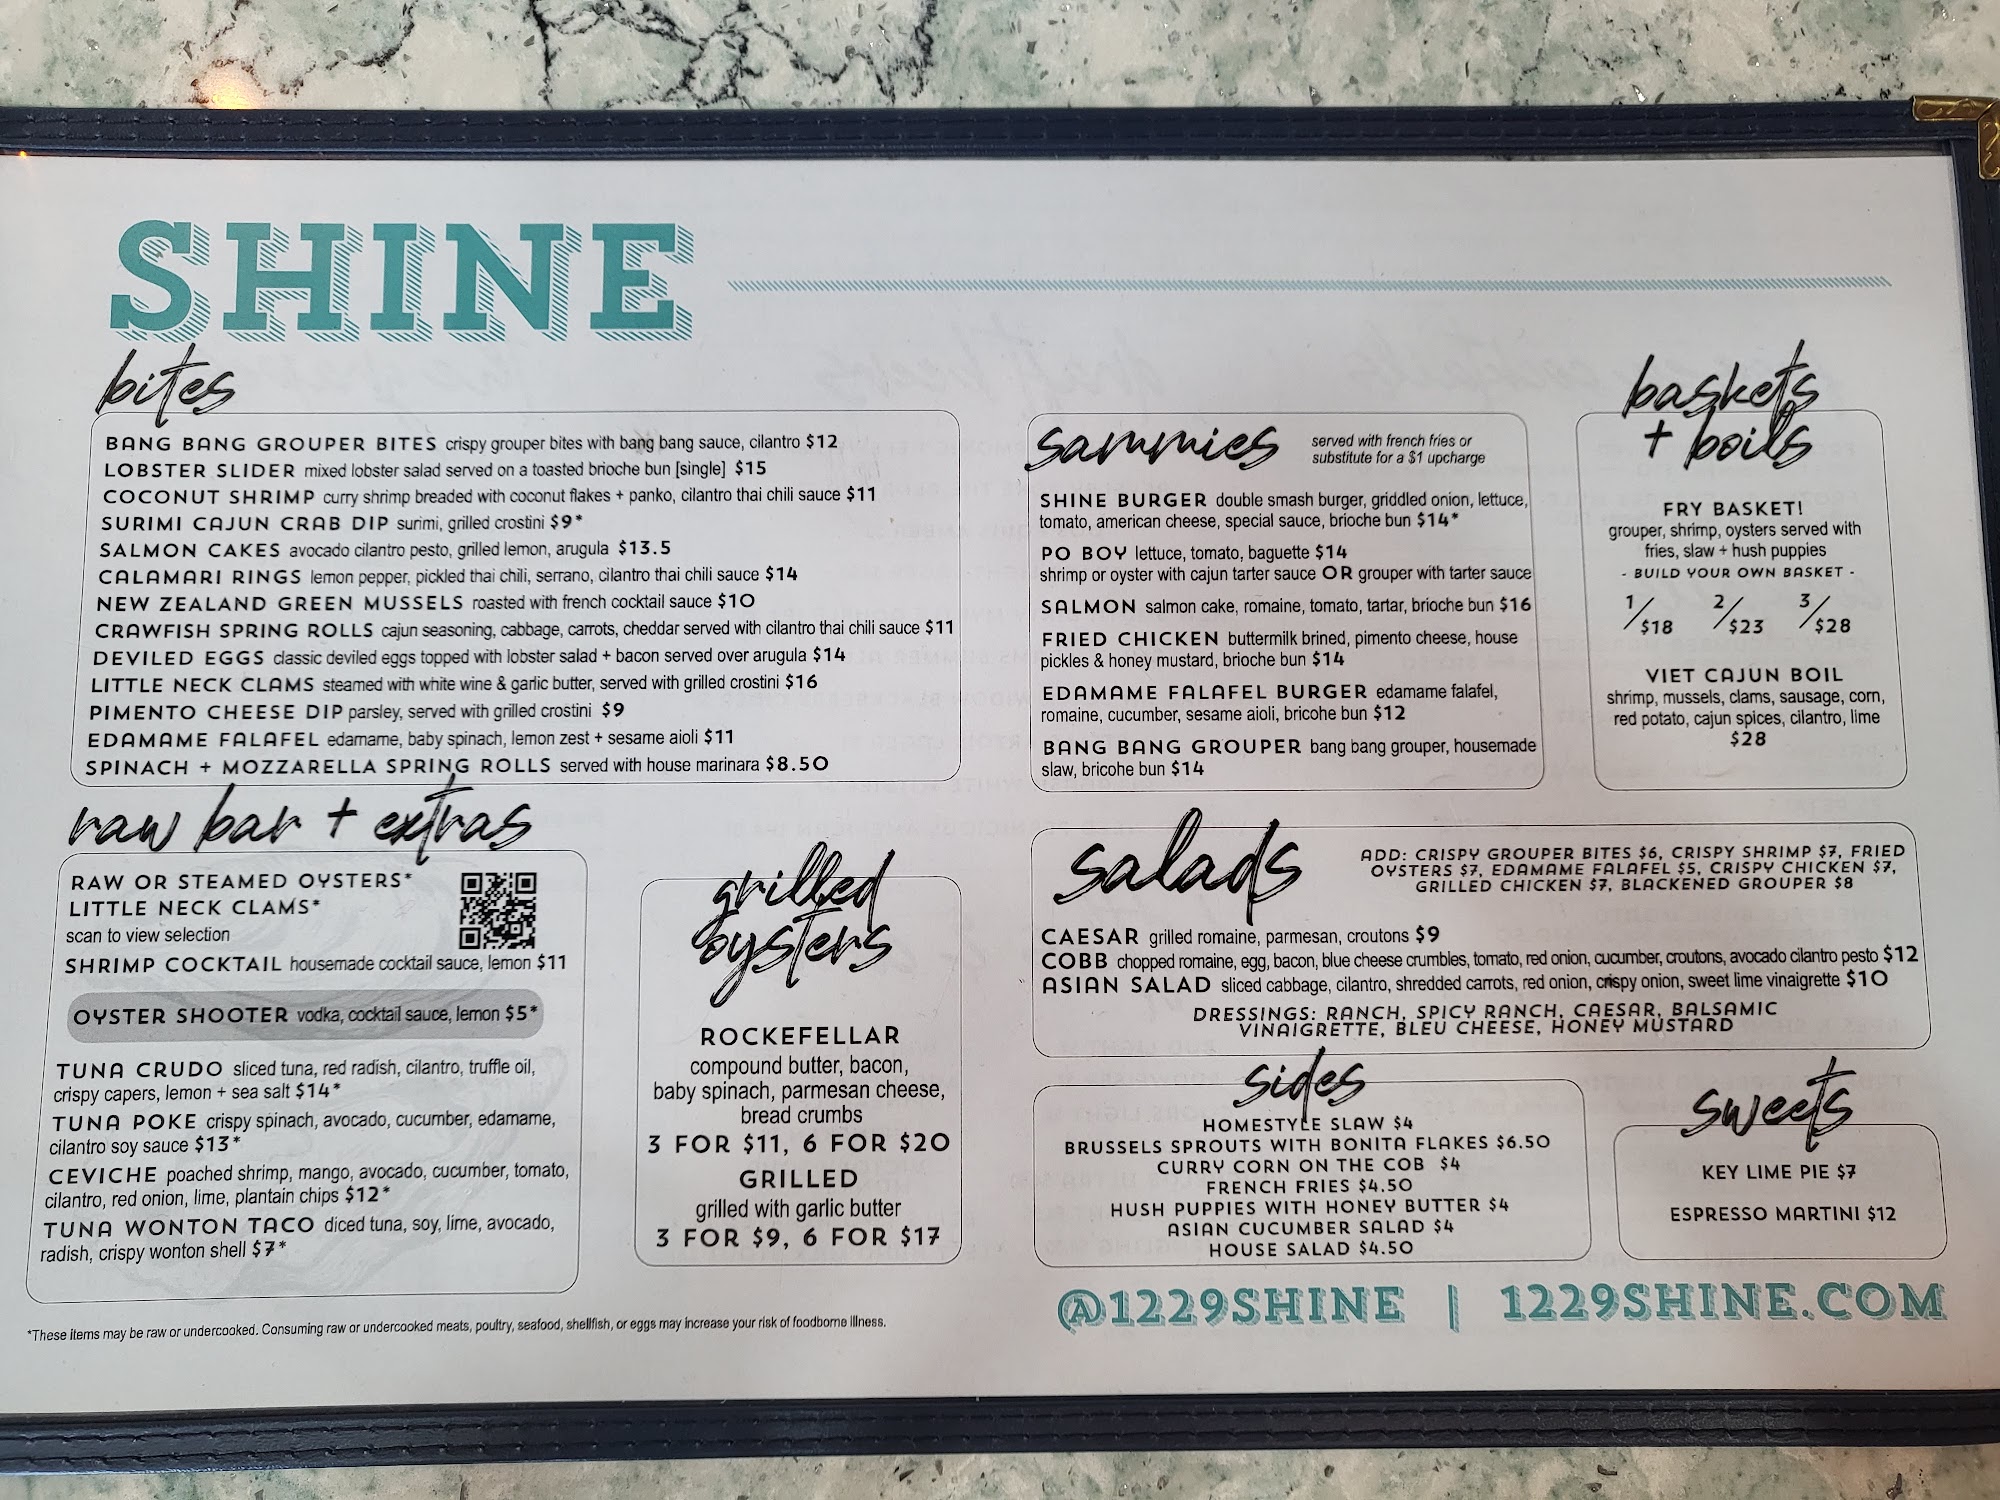 SHINE
bites
BANG BANG GROUPER BITES crispy grouper bites with bang bang sauce, cilantro $12
LOBSTER SLIDER mixed lobster salad served on a toasted brioche bun [single] $15
COCONUT SHRIMP curry shrimp breaded with coconut flakes + panko, cilantro thai chili sauce $11
SURIMI CAJUN CRAB DIP surimi, grilled crostini $9*
SALMON CAKES avocado cilantro pesto, grilled lemon, arugula $13.5
CALAMARI RINGS lemon pepper, pickled thai chili, serrano, cilantro thai chili sauce $14
NEW ZEALAND GREEN MUSSELS roasted with french cocktail sauce $10
CRAWFISH SPRING ROLLS cajun seasoning, cabbage, carrots, cheddar served with cilantro thai chili sauce $11
DEVILED EGGS classic deviled eggs topped with lobster salad + bacon served over arugula $14
LITTLE NECK CLAMS steamed with white wine & garlic butter, served with grilled crostini $16
PIMENTO CHEESE DIP parsley, served with grilled crostini $9
EDAMAME FALAFEL edamame, baby spinach, lemon zest + sesame aioli $11
SPINACH + MOZZARELLA SPRING ROLLS served with house marinara $8.50
raw bar + extras
RAW OR STEAMED OYSTERS*
LITTLE NECK CLAMS*
scan to view selection
SHRIMP COCKTAIL housemade cocktail sauce, lemon $11
OYSTER SHOOTER vodka, cocktail sauce, lemon $5*
TUNA CRUDO sliced tuna, red radish, cilantro, truffle oil,
crispy capers, lemon + sea salt $14*
TUNA POKE crispy spinach, avocado, cucumber, edamame,
cilantro soy sauce $13*
CEVICHE poached shrimp, mango, avocado, cucumber, tomato,
cilantro, red onion, lime, plantain chips $12*
TUNA WONTON TACO diced tuna, soy, lime, avocado,
radish, crispy wonton shell $7*
grilled
oysters
ROCKEFELLAR
compound butter, bacon,
baby spinach, parmesan cheese,
bread crumbs
3 FOR $11, 6 FOR $20
GRILLED
grilled with garlic butter
3 FOR $9, 6 FOR $17
*These items may be raw or undercooked. Consuming raw or undercooked meats, poultry, seafood, shellfish, or eggs may increase your risk of foodborne illness.
sammies
served with french fries or
substitute for a $1 upcharge
SHINE BURGER double smash burger, griddled onion, lettuce,
tomato, american cheese, special sauce, brioche bun $14*
PO BOY lettuce, tomato, baguette $14
shrimp or oyster with cajun tarter sauce OR grouper with tarter sauce
SALMON salmon cake, romaine, tomato, tartar, brioche bun $16
FRIED CHICKEN buttermilk brined, pimento cheese, house
pickles & honey mustard, brioche bun $14
EDAMAME FALAFEL BURGER edamame falafel,
romaine, cucumber, sesame aioli, bricohe bun $12
BANG BANG GROUPER bang bang grouper, housemade
slaw, bricohe bun $14
baskets
+ boils
FRY BASKET!
grouper, shrimp, oysters served with
fries, slaw + hush puppies
- BUILD YOUR OWN BASKET -
1/$18 2/$23 3/$28
VIET CAJUN BOIL
shrimp, mussels, clams, sausage, corn,
red potato, cajun spices, cilantro, lime
$28
salads
ADD: CRISPY GROUPER BITES $6, CRISPY SHRIMP $7, FRIED
OYSTERS $7, EDAMAME FALAFEL $5, CRISPY CHICKEN $7,
GRILLED CHICKEN $7, BLACKENED GROUPER $8
CAESAR grilled romaine, parmesan, croutons $9
COBB chopped romaine, egg, bacon, blue cheese crumbles, tomato, red onion, cucumber, croutons, avocado cilantro pesto $12
ASIAN SALAD sliced cabbage, cilantro, shredded carrots, red onion, crispy onion, sweet lime vinaigrette $10
DRESSINGS: RANCH, SPICY RANCH, CAESAR, BALSAMIC
VINAIGRETTE, BLEU CHEESE, HONEY MUSTARD
sides
HOMESTYLE SLAW $4
BRUSSELS SPROUTS WITH BONITA FLAKES $6.50
CURRY CORN ON THE COB $4
FRENCH FRIES $4.50
HUSH PUPPIES WITH HONEY BUTTER $4
ASIAN CUCUMBER SALAD $4
HOUSE SALAD $4.50
sweets
KEY LIME PIE $7
ESPRESSO MARTINI $12
@1229SHINE | 1229SHINE.COM